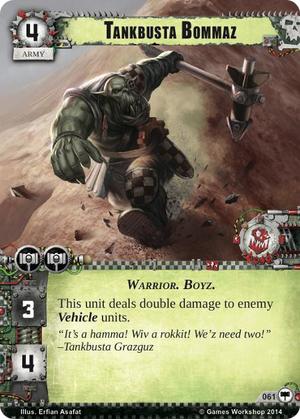 4
ARMY
TANKBUSTA BOMMAZ
3
WARRIOR. BOYZ.
This unit deals double damage to enemy
Vehicle units.
4
“It’s a hamma! Wiv a rokkit! We’z need two!”
–Tankbusta Grazguz
061
Illus. Erfian Asafat
© Games Workshop 2014